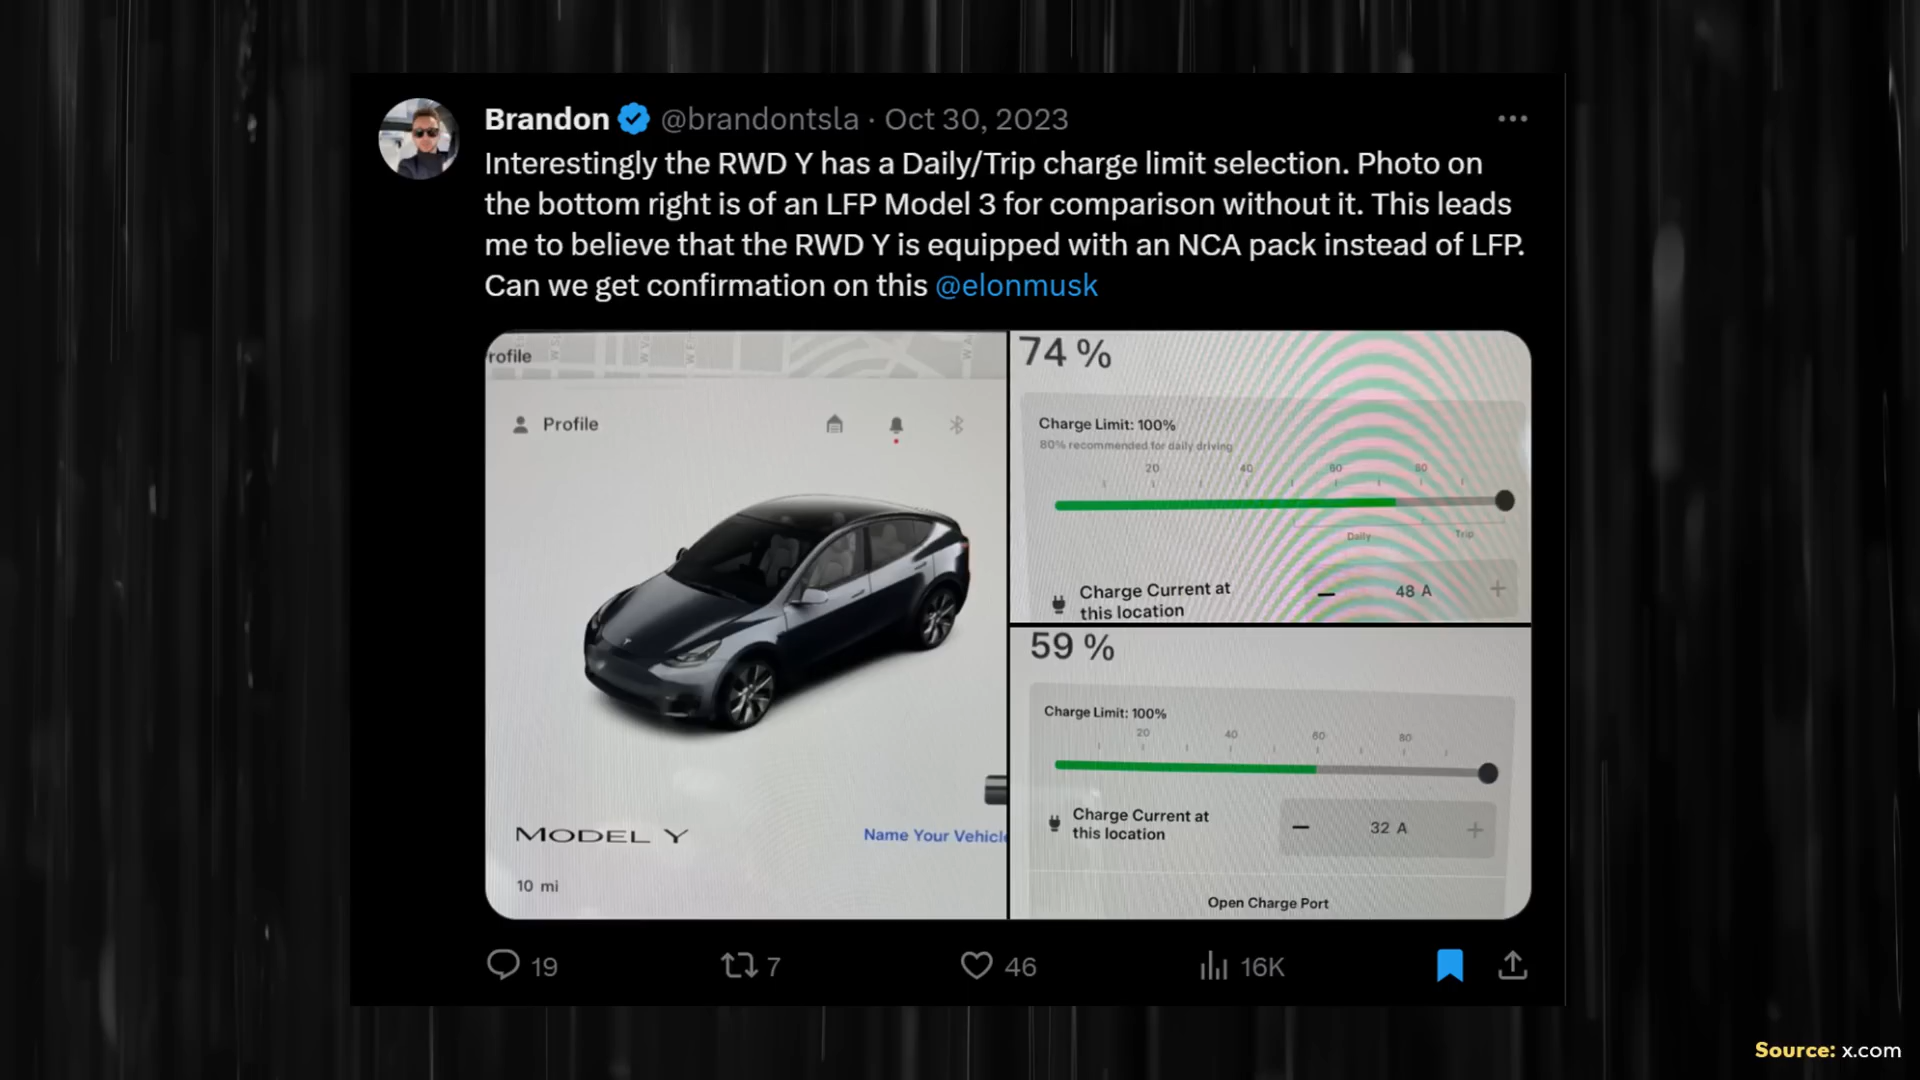 Brandon @brandontsla · Oct 30, 2023
Interestingly the RWD Y has a Daily/Trip charge limit selection. Photo on
the bottom right is of an LFP Model 3 for comparison without it. This leads
me to believe that the RWD Y is equipped with an NCA pack instead of LFP.
Can we get confirmation on this @elonmusk
rofile
Profile
MODEL Y
Name Your Vehicle
10 mi
74 %
Charge Limit: 100%
80% recommended for daily driving
20 40 60 80
Daily Trip
Charge Current at
this location
48 A
59 %
Charge Limit: 100%
20 40 60 80
Charge Current at
this location
32 A
Open Charge Port
19 7 46 16K
Source: x.com